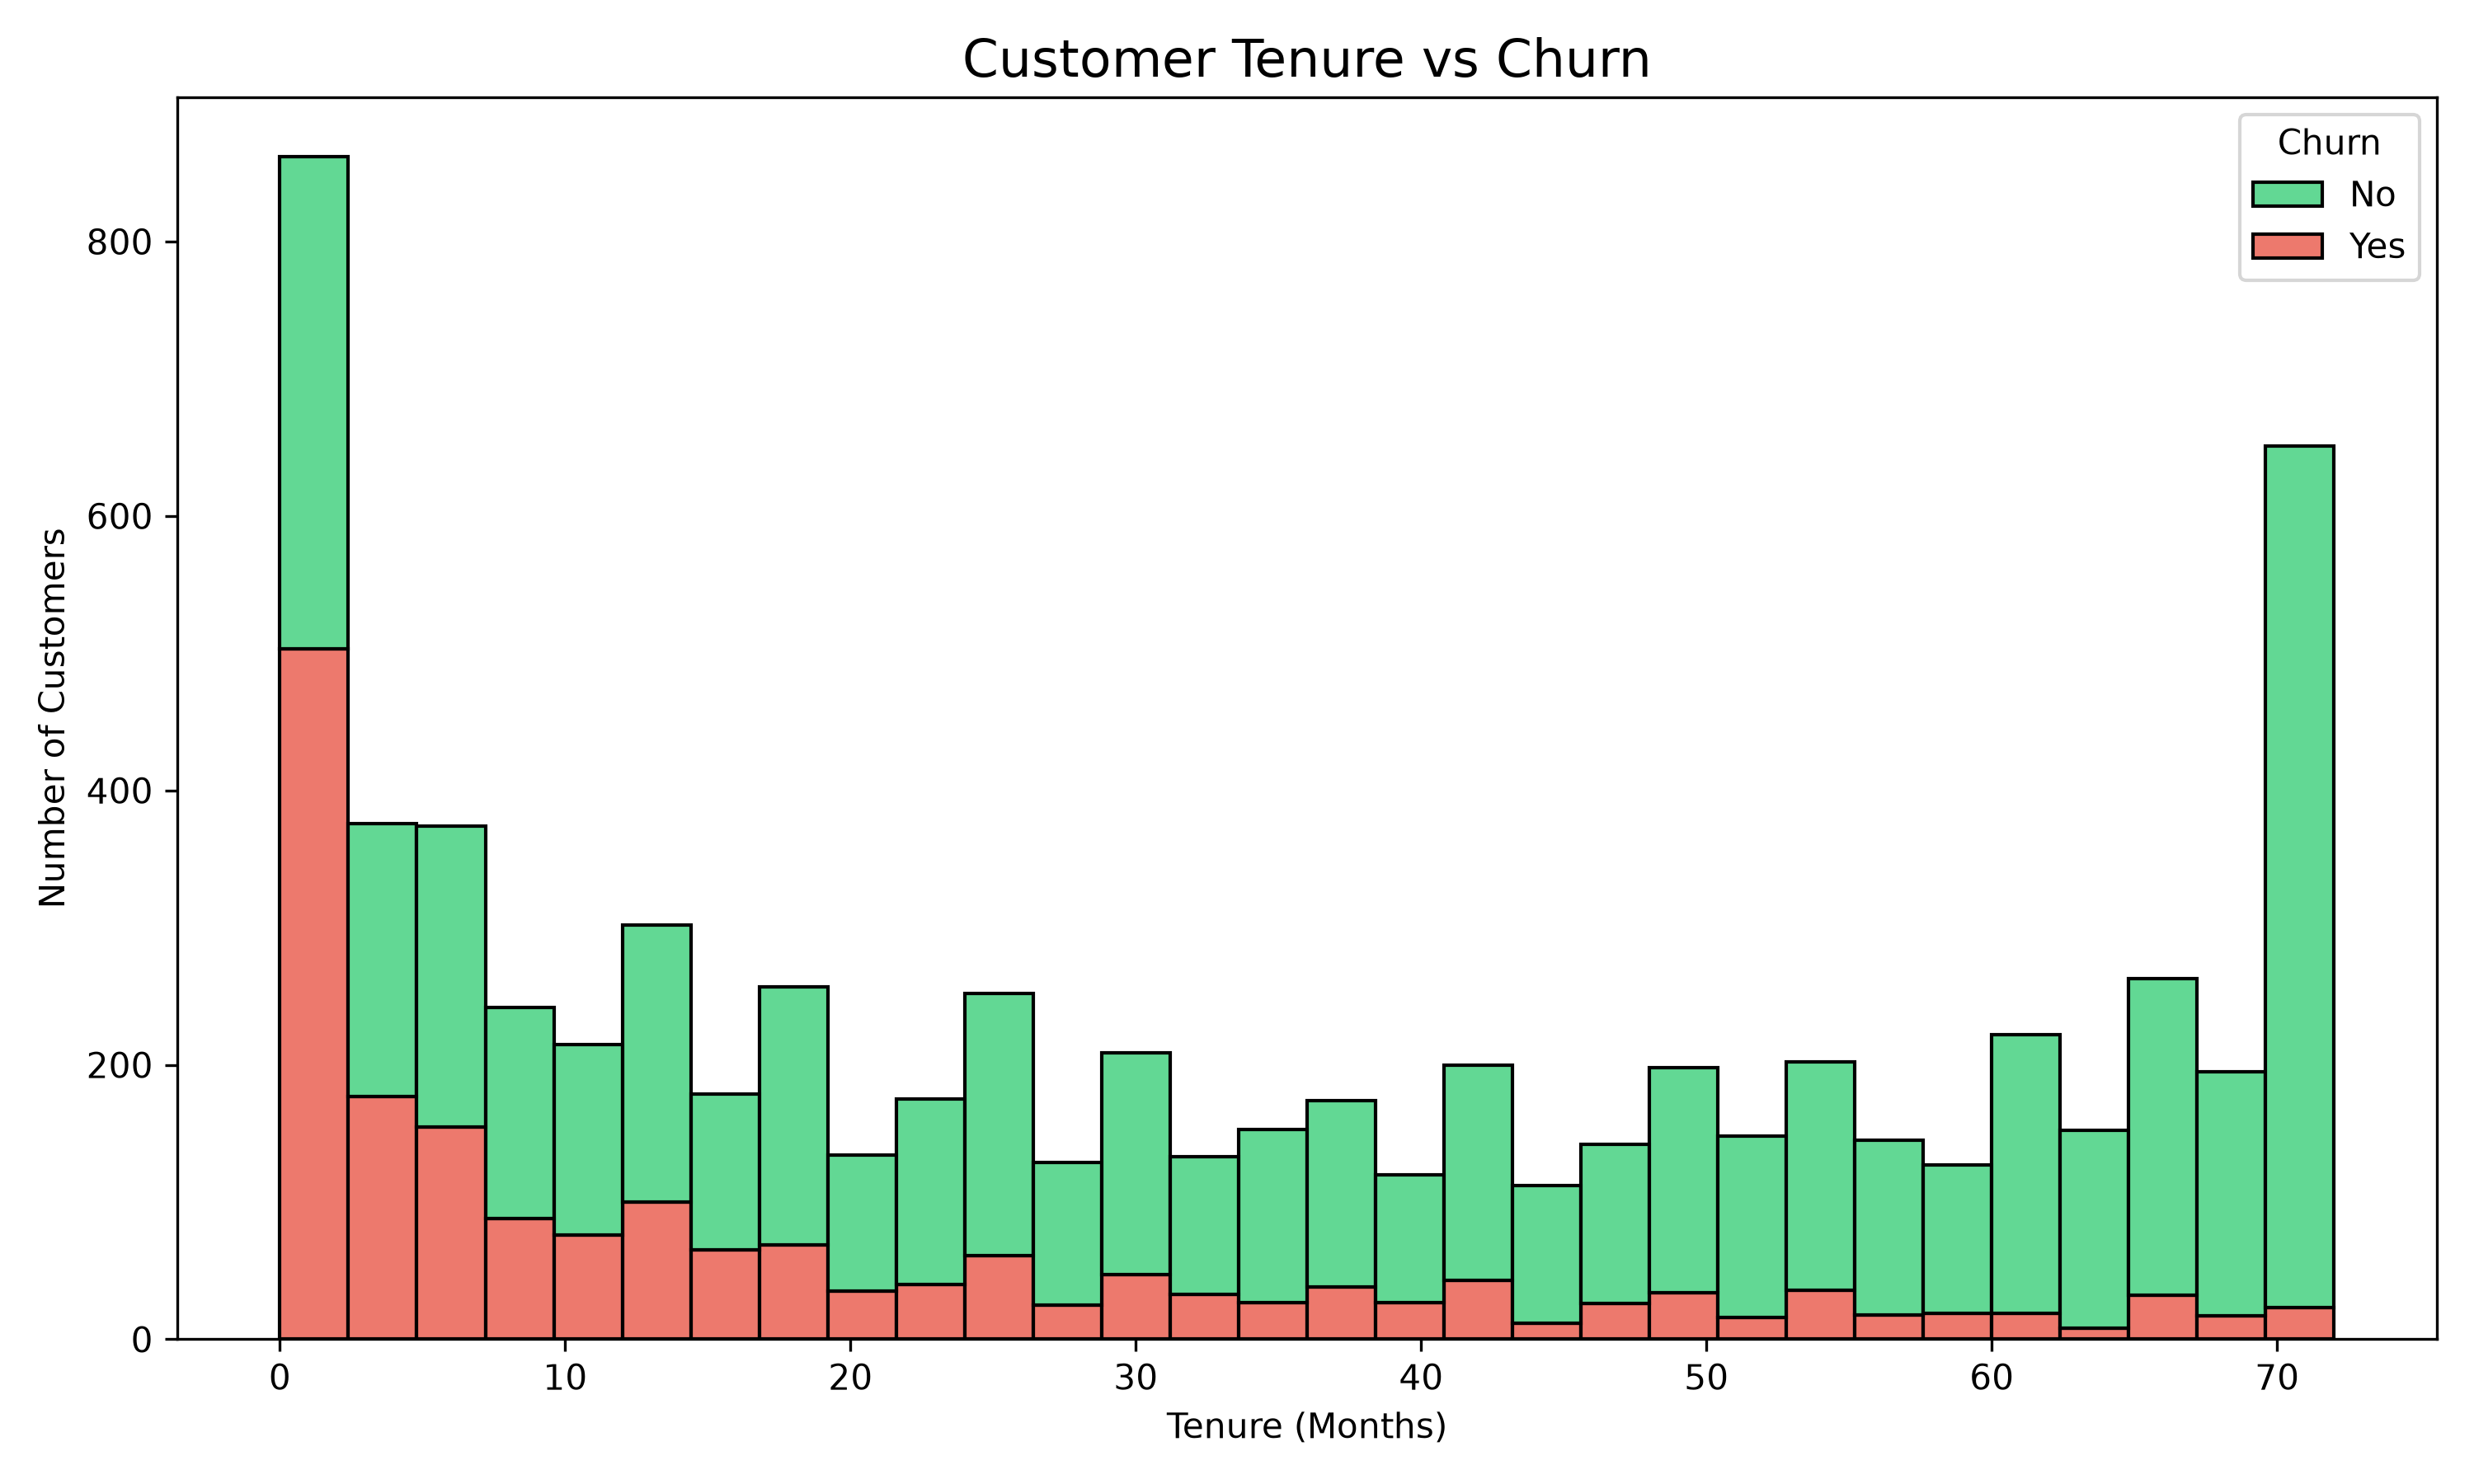 Customer Tenure vs Churn
Churn
No
Yes
Number of Customers
800
600
400
200
0
0 10 20 30 40 50 60 70
Tenure (Months)